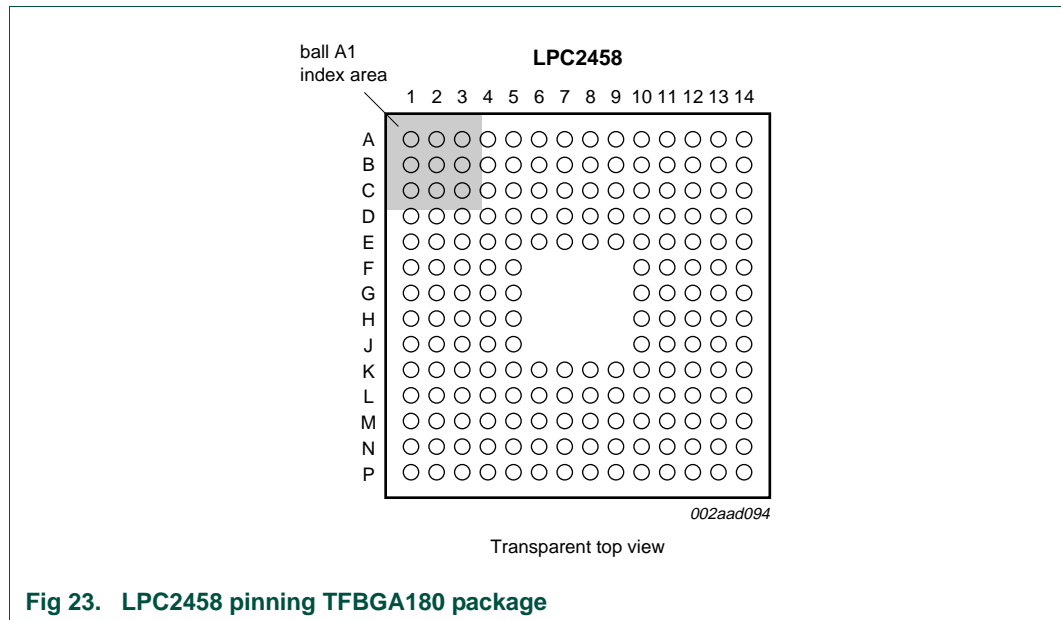 ball A1
index area
LPC2458
1 2 3 4 5 6 7 8 9 10 11 12 13 14
A
B
C
D
E
F
G
H
J
K
L
M
N
P
002aad094
Transparent top view
Fig 23. LPC2458 pinning TFBGA180 package